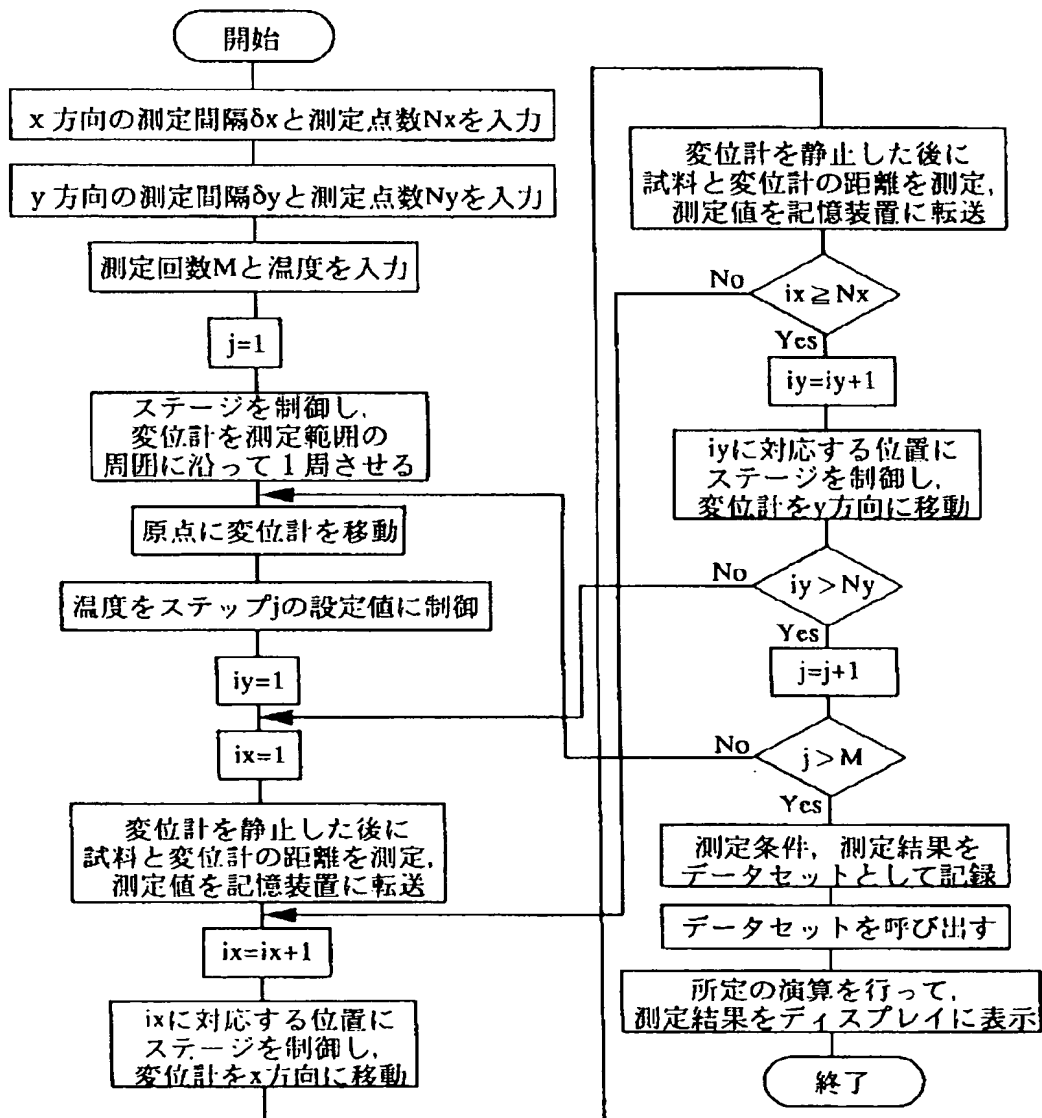 開始
x方向の測定間隔δxと測定点数Nxを入力
y方向の測定間隔δyと測定点数Nyを入力
測定回数Mと温度を入力
j=1
ステージを制御し,
変位計を測定範囲の
周囲に沿って1周させる
原点に変位計を移動
温度をステップjの設定値に制御
iy=1
ix=1
変位計を静止した後に
試料と変位計の距離を測定,
測定値を記憶装置に転送
ix=ix+1
ixに対応する位置に
ステージを制御し,
変位計をx方向に移動
変位計を静止した後に
試料と変位計の距離を測定,
測定値を記憶装置に転送
No
ix≧Nx
Yes
iy=iy+1
iyに対応する位置に
ステージを制御し,
変位計をy方向に移動
No
iy>Ny
Yes
j=j+1
No
j>M
Yes
測定条件,測定結果を
データセットとして記録
データセットを呼び出す
所定の演算を行って,
測定結果をディスプレイに表示
終了